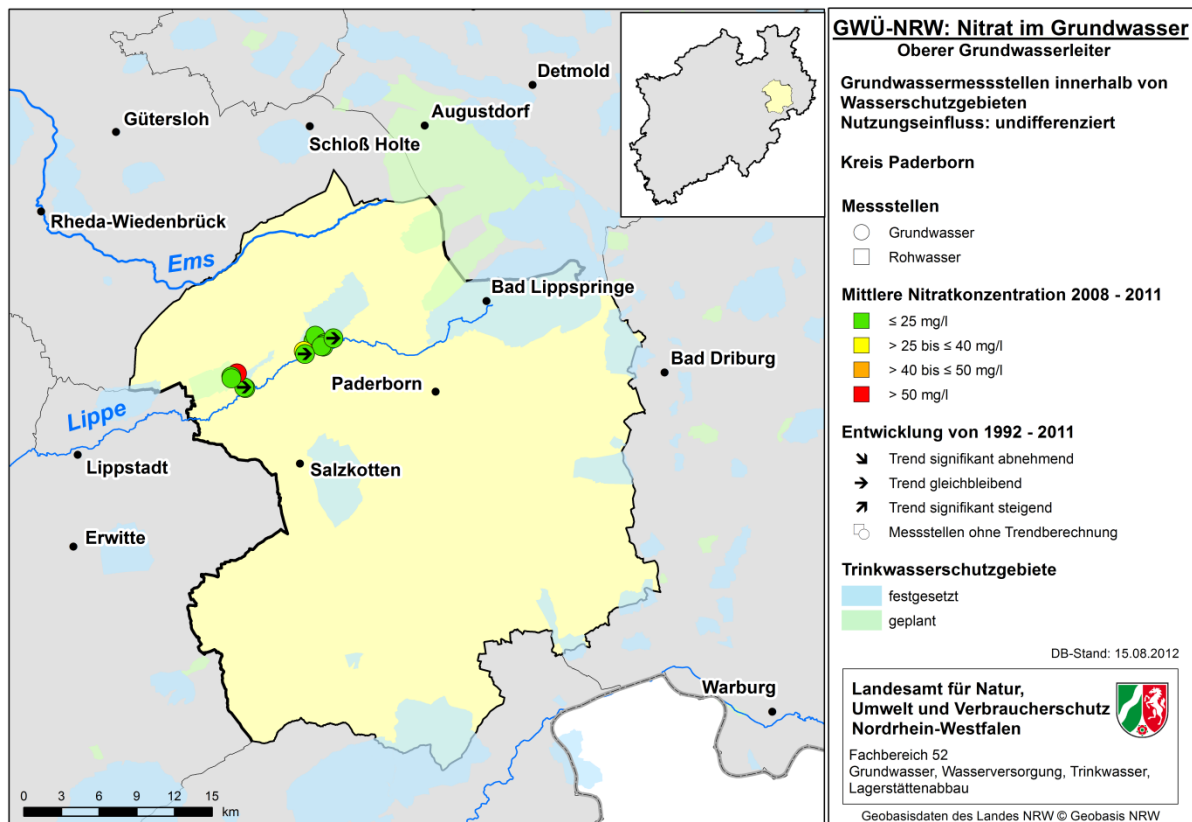 Detmold
Gütersloh
Augustdorf
Schloß Holte
Rheda-Wiedenbrück
Ems
Bad Lippspringe
Bad Driburg
Paderborn
Lippe
Lippstadt
Salzkotten
Erwitte
Warburg
0 3 6 9 12 15
km
GWÜ-NRW: Nitrat im Grundwasser
Oberer Grundwasserleiter
Grundwassermessstellen innerhalb von
Wasserschutzgebieten
Nutzungseinfluss: undifferenziert
Kreis Paderborn
Messstellen
Grundwasser
Rohwasser
Mittlere Nitratkonzentration 2008 - 2011
≤ 25 mg/l
> 25 bis ≤ 40 mg/l
> 40 bis ≤ 50 mg/l
> 50 mg/l
Entwicklung von 1992 - 2011
Trend signifikant abnehmend
Trend gleichbleibend
Trend signifikant steigend
Messstellen ohne Trendberechnung
Trinkwasserschutzgebiete
festgesetzt
geplant
DB-Stand: 15.08.2012
Landesamt für Natur,
Umwelt und Verbraucherschutz
Nordrhein-Westfalen
Fachbereich 52
Grundwasser, Wasserversorgung, Trinkwasser,
Lagerstättenabbau
Geobasisdaten des Landes NRW © Geobasis NRW